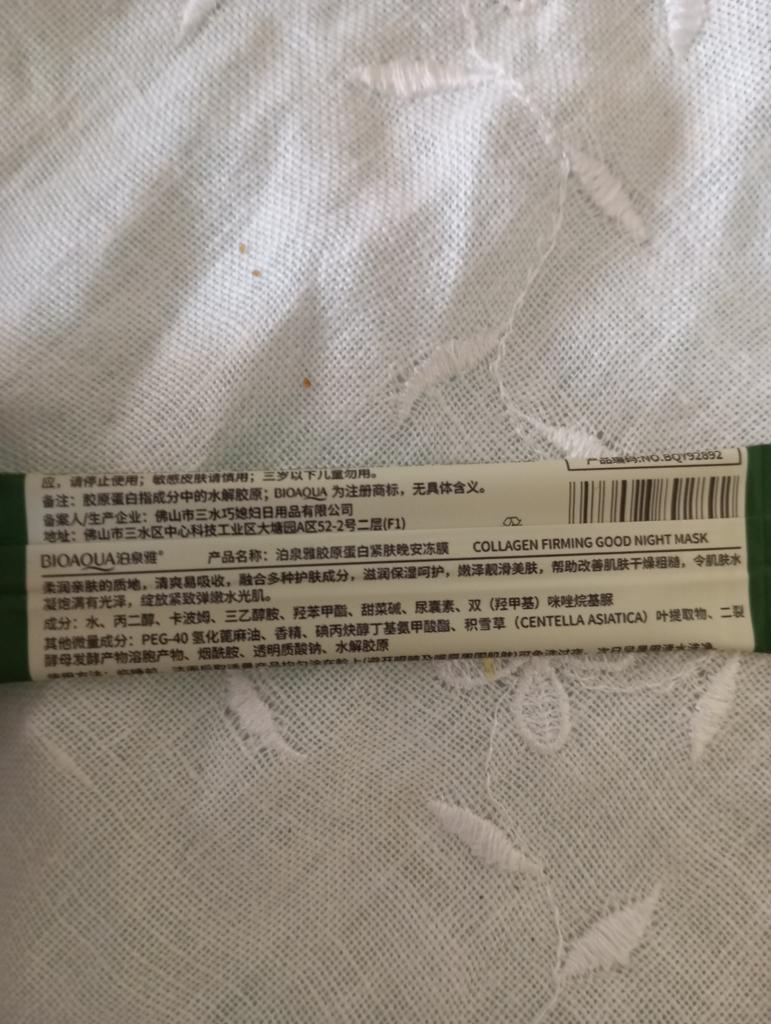 应，请停止使用；敏感皮肤请慎用；三岁以下儿童勿用。
产品编码:NO.BQY92892
备注：胶原蛋白指成分中的水解胶原；BIOAQUA 为注册商标，无具体含义。
备案人/生产企业：佛山市三水巧媳妇日用品有限公司
地址：佛山市三水区中心科技工业区大塘园A区52-2号二层(F1)
BIOAQUA泊泉雅® 产品名称：泊泉雅胶原蛋白紧肤晚安冻膜 COLLAGEN FIRMING GOOD NIGHT MASK
柔润亲肤的质地，清爽易吸收，融合多种护肤成分，滋润保湿呵护，嫩泽靓滑美肤，帮助改善肌肤干燥粗糙，令肌肤水
凝饱满有光泽，绽放紧致弹嫩水光肌。
成分：水、丙二醇、卡波姆、三乙醇胺、羟苯甲酯、甜菜碱、尿囊素、双（羟甲基）咪唑烷基脲
其他微量成分：PEG-40 氢化蓖麻油、香精、碘丙炔醇丁基氨甲酸酯、积雪草（CENTELLA ASIATICA）叶提取物、二裂
酵母发酵产物溶胞产物、烟酰胺、透明质酸钠、水解胶原